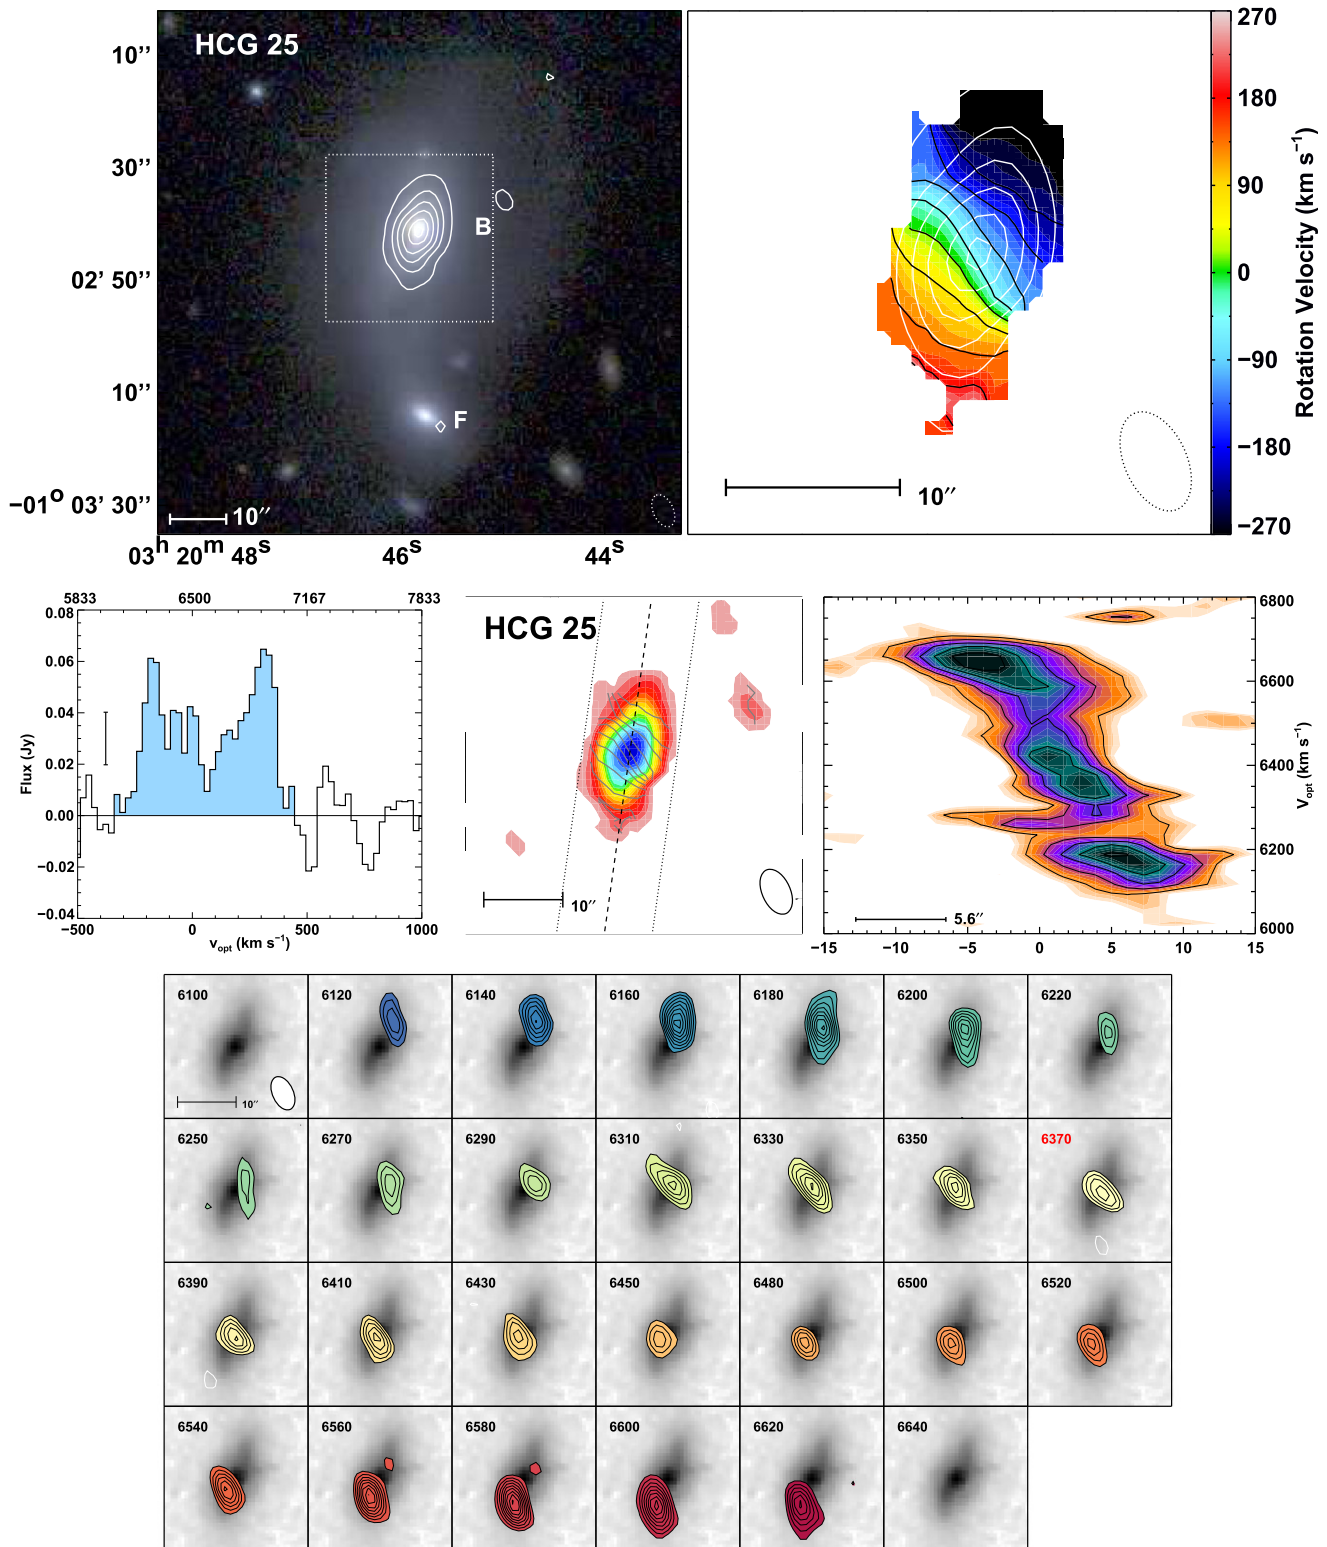 HCG 25
10’’
30’’
B
02’ 50’’
10’’
F
−01° 03’ 30’’
10″
03h 20m 48s 46s 44s
10″
270
180
90
0
−90
−180
−270
Rotation Velocity (km s−1)
5833 6500 7167 7833
0.08
0.06
0.04
0.02
0.00
−0.02
−0.04
Flux (Jy)
−500 0 500 1000
vopt (km s−1)
HCG 25
10″
6800
6600
6400
6200
6000
Vopt (km s−1)
5.6″
−15 −10 −5 0 5 10 15
6100 6120 6140 6160 6180 6200 6220
10″
6250 6270 6290 6310 6330 6350 6370
6390 6410 6430 6450 6480 6500 6520
6540 6560 6580 6600 6620 6640